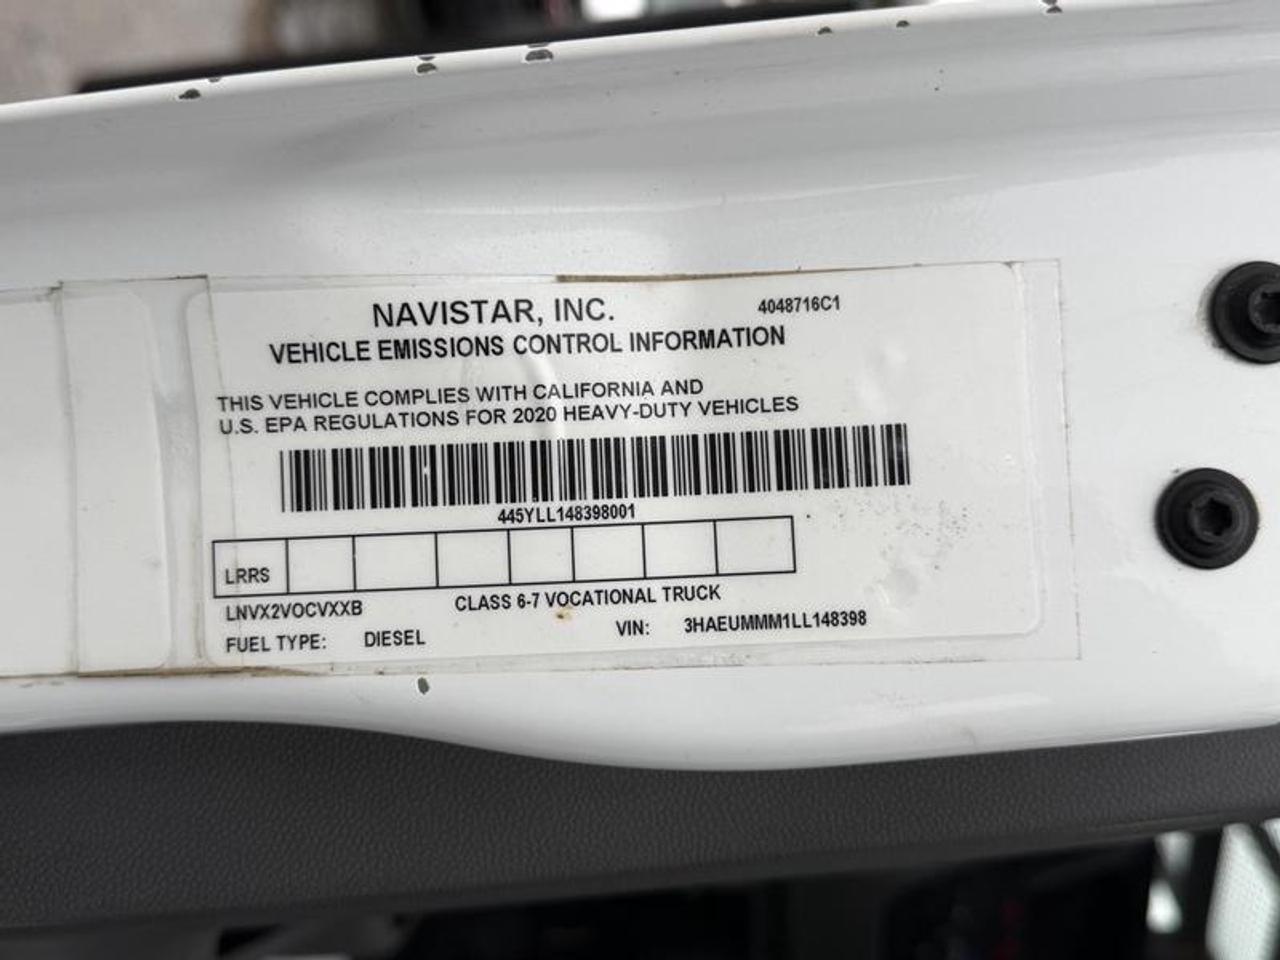 NAVISTAR, INC. 4048716C1
VEHICLE EMISSIONS CONTROL INFORMATION
THIS VEHICLE COMPLIES WITH CALIFORNIA AND
U.S. EPA REGULATIONS FOR 2020 HEAVY-DUTY VEHICLES
445YLL148398001
LRRS
LNVX2VOCVXXB CLASS 6-7 VOCATIONAL TRUCK
FUEL TYPE: DIESEL VIN: 3HAEUMMM1LL148398